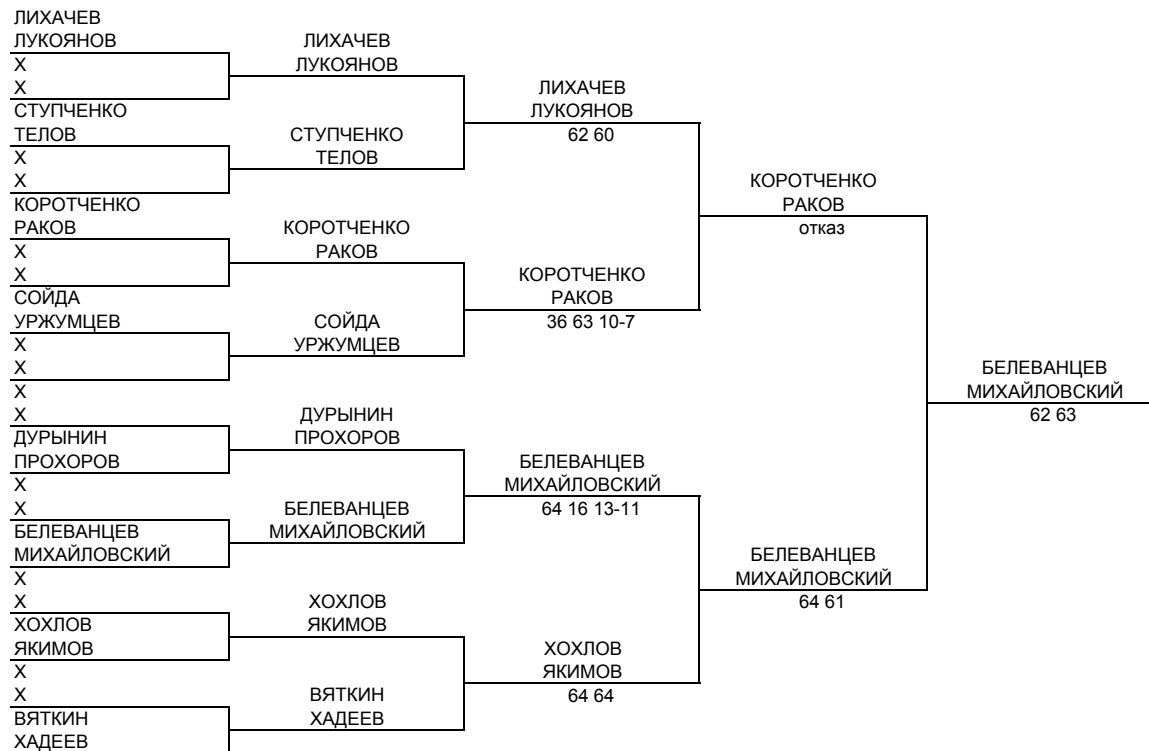 ЛИХАЧЕВ
ЛУКОЯНОВ
X
X
СТУПЧЕНКО
ТЕЛОВ
X
X
КОРОТЧЕНКО
РАКОВ
X
X
СОЙДА
УРЖУМЦЕВ
X
X
X
X
ДУРЫНИН
ПРОХОРОВ
X
X
БЕЛЕВАНЦЕВ
МИХАЙЛОВСКИЙ
X
X
ХОХЛОВ
ЯКИМОВ
X
X
ВЯТКИН
ХАДЕЕВ
ЛИХАЧЕВ
ЛУКОЯНОВ
СТУПЧЕНКО
ТЕЛОВ
КОРОТЧЕНКО
РАКОВ
СОЙДА
УРЖУМЦЕВ
ДУРЫНИН
ПРОХОРОВ
БЕЛЕВАНЦЕВ
МИХАЙЛОВСКИЙ
ХОХЛОВ
ЯКИМОВ
ВЯТКИН
ХАДЕЕВ
ЛИХАЧЕВ
ЛУКОЯНОВ
62 60
КОРОТЧЕНКО
РАКОВ
36 63 10-7
БЕЛЕВАНЦЕВ
МИХАЙЛОВСКИЙ
64 16 13-11
ХОХЛОВ
ЯКИМОВ
64 64
КОРОТЧЕНКО
РАКОВ
отказ
БЕЛЕВАНЦЕВ
МИХАЙЛОВСКИЙ
64 61
БЕЛЕВАНЦЕВ
МИХАЙЛОВСКИЙ
62 63